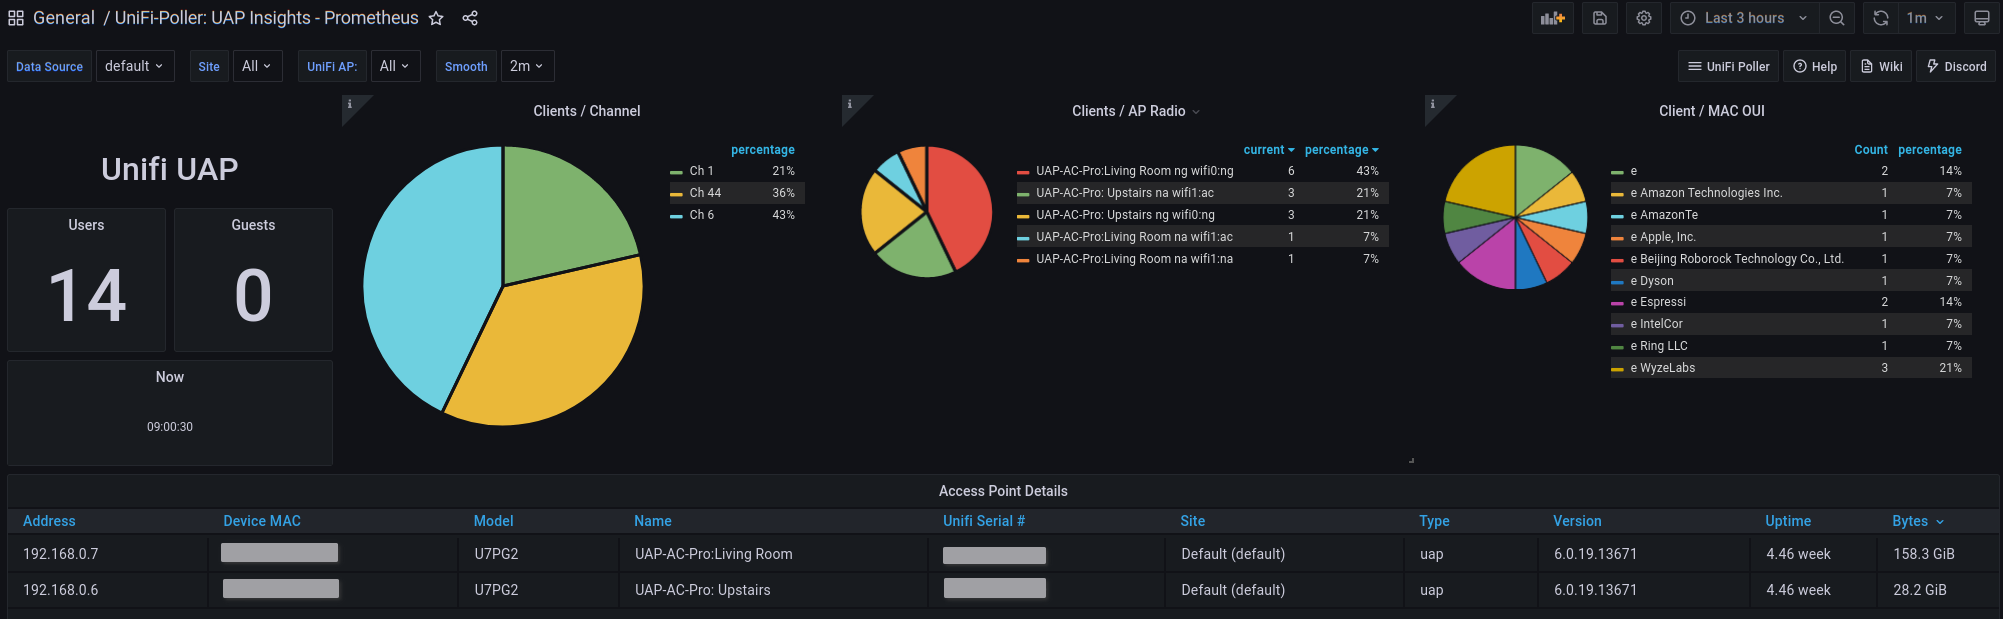 General / UniFi-Poller: UAP Insights - Prometheus
Last 3 hours
1m
Data Source default Site All UniFi AP: All Smooth 2m
UniFi Poller Help Wiki Discord
Unifi UAP
Users
14
Guests
0
Now
09:00:30
Clients / Channel
percentage
Ch 1 21%
Ch 44 36%
Ch 6 43%
Clients / AP Radio
current percentage
UAP-AC-Pro:Living Room ng wifi0:ng 6 43%
UAP-AC-Pro: Upstairs na wifi1:ac 3 21%
UAP-AC-Pro: Upstairs ng wifi0:ng 3 21%
UAP-AC-Pro:Living Room na wifi1:ac 1 7%
UAP-AC-Pro:Living Room na wifi1:na 1 7%
Client / MAC OUI
Count percentage
e 2 14%
e Amazon Technologies Inc. 1 7%
e AmazonTe 1 7%
e Apple, Inc. 1 7%
e Beijing Roborock Technology Co., Ltd. 1 7%
e Dyson 1 7%
e Espressi 2 14%
e IntelCor 1 7%
e Ring LLC 1 7%
e WyzeLabs 3 21%
Access Point Details
Address Device MAC Model Name Unifi Serial # Site Type Version Uptime Bytes
192.168.0.7 U7PG2 UAP-AC-Pro:Living Room Default (default) uap 6.0.19.13671 4.46 week 158.3 GiB
192.168.0.6 U7PG2 UAP-AC-Pro: Upstairs Default (default) uap 6.0.19.13671 4.46 week 28.2 GiB